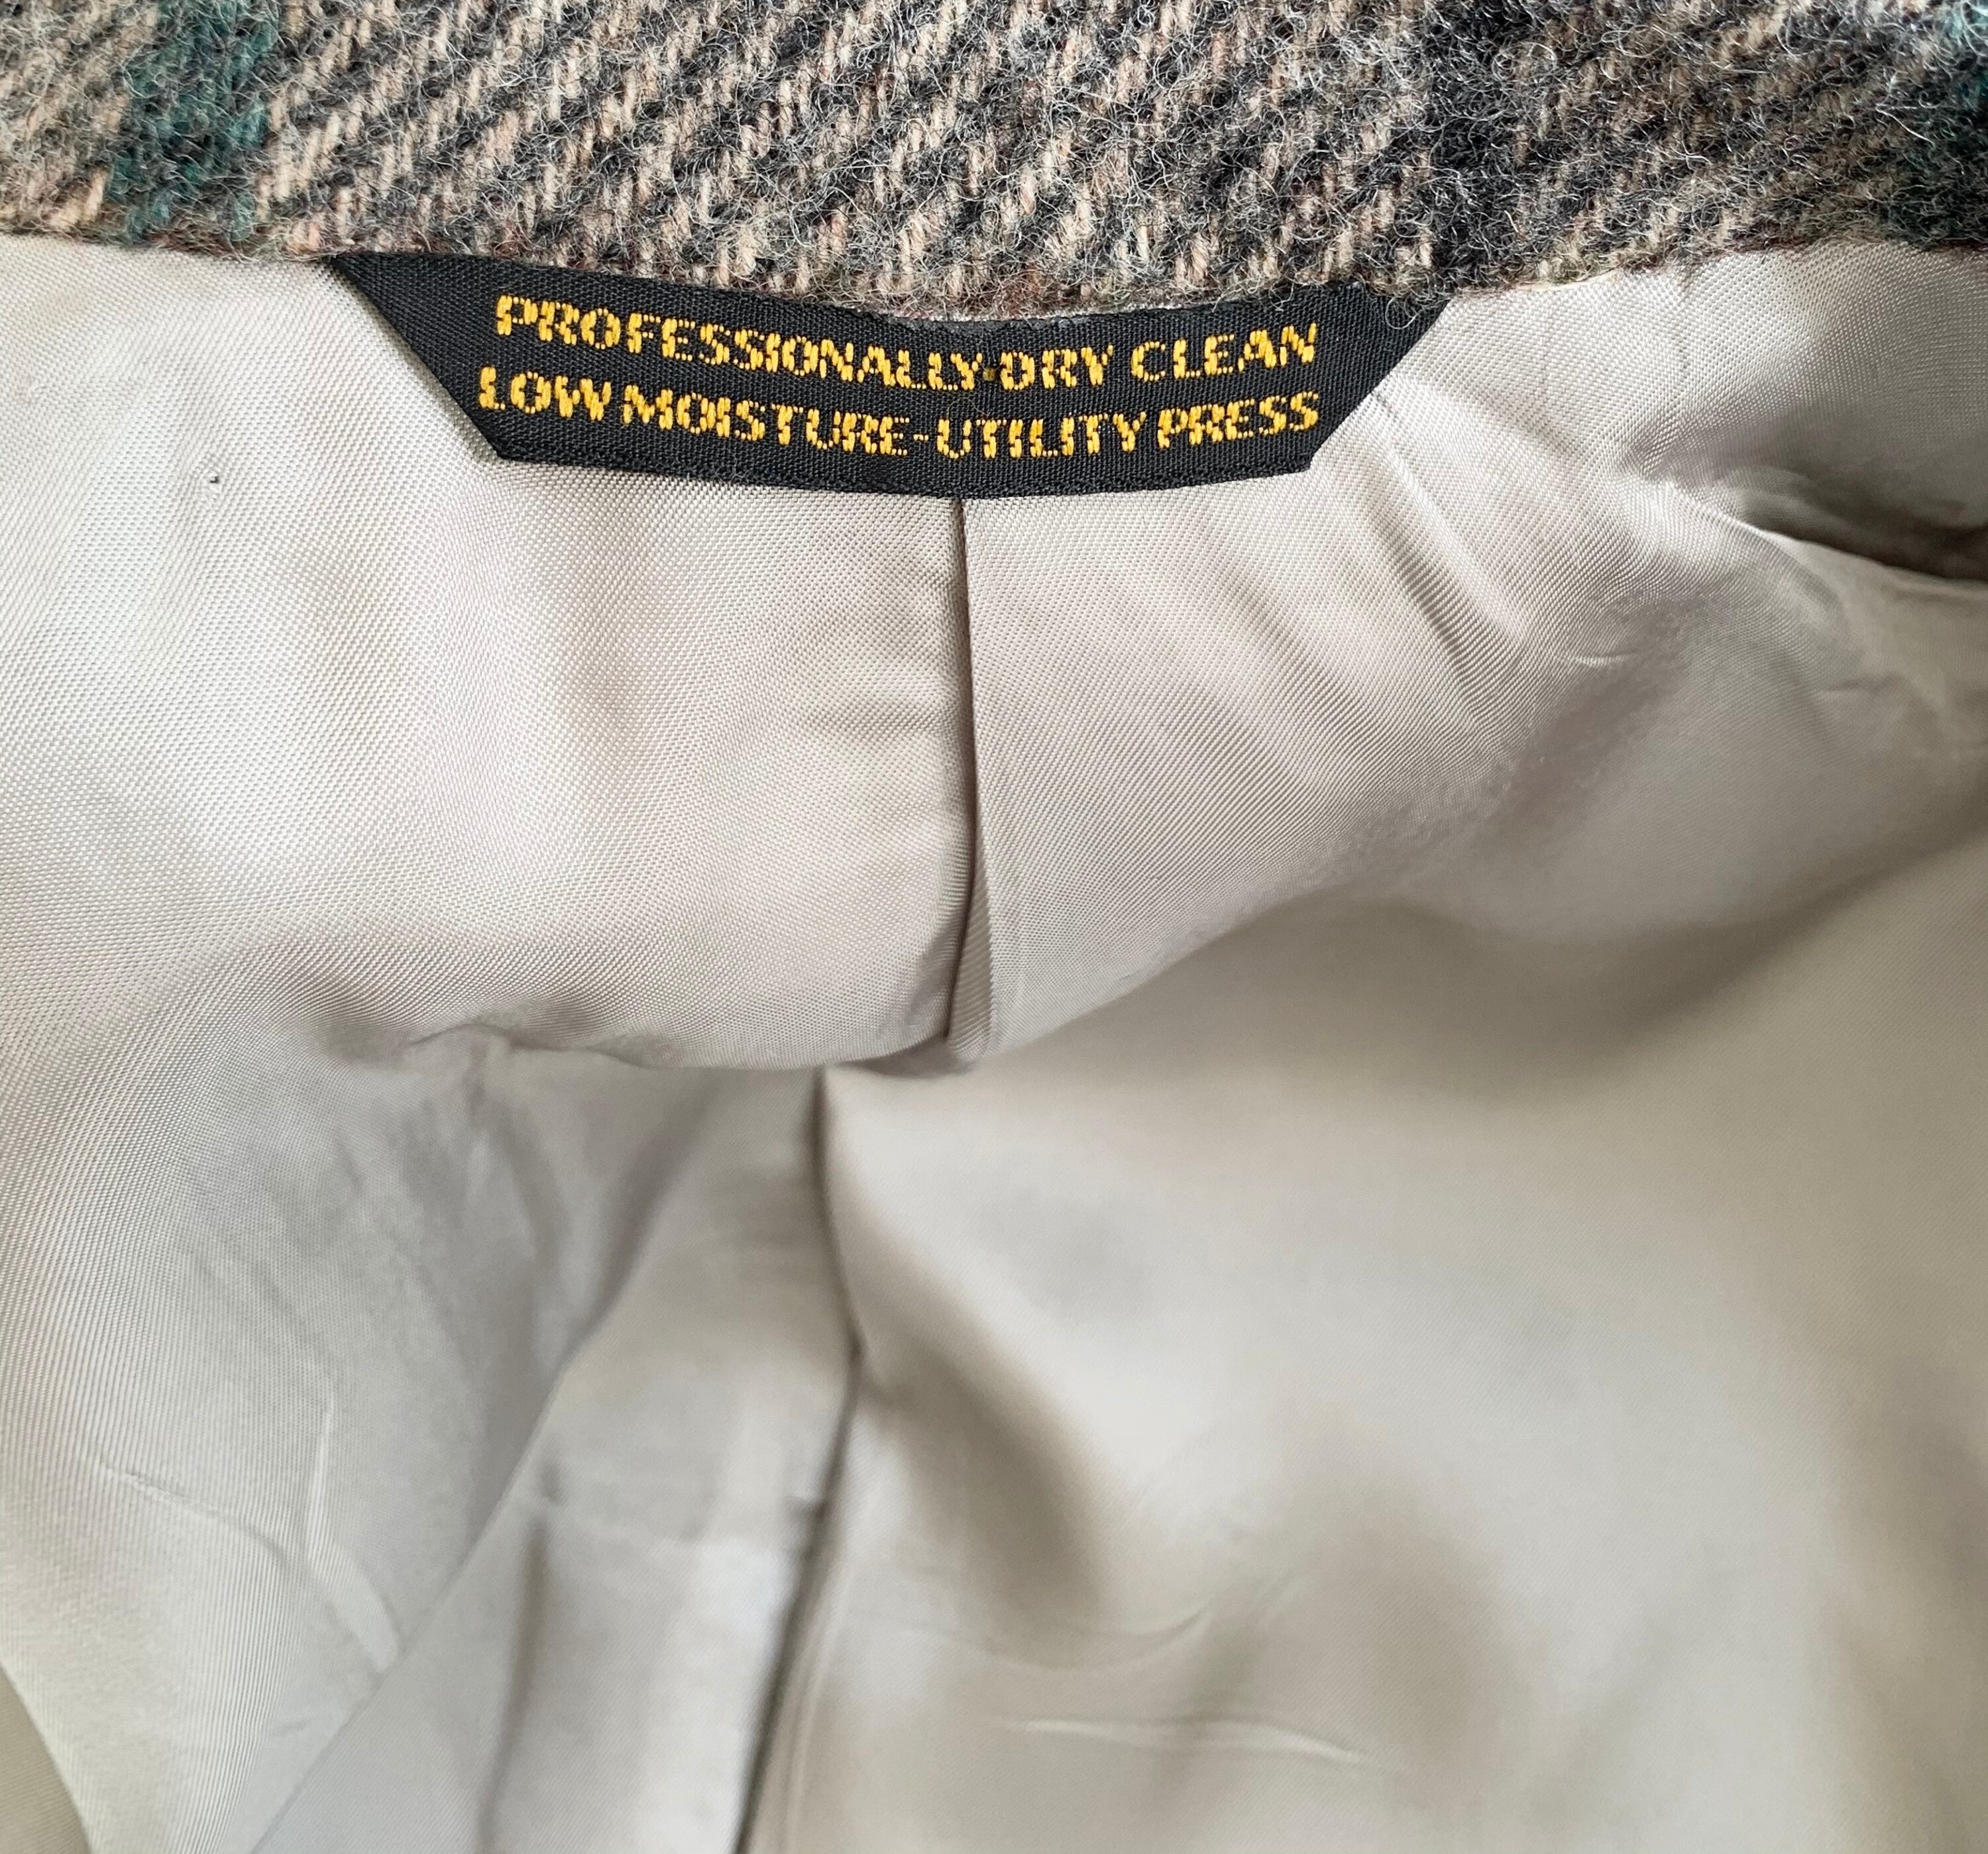 PROFESSIONALLY-DRY CLEAN
LOW MOISTURE-UTILITY PRESS